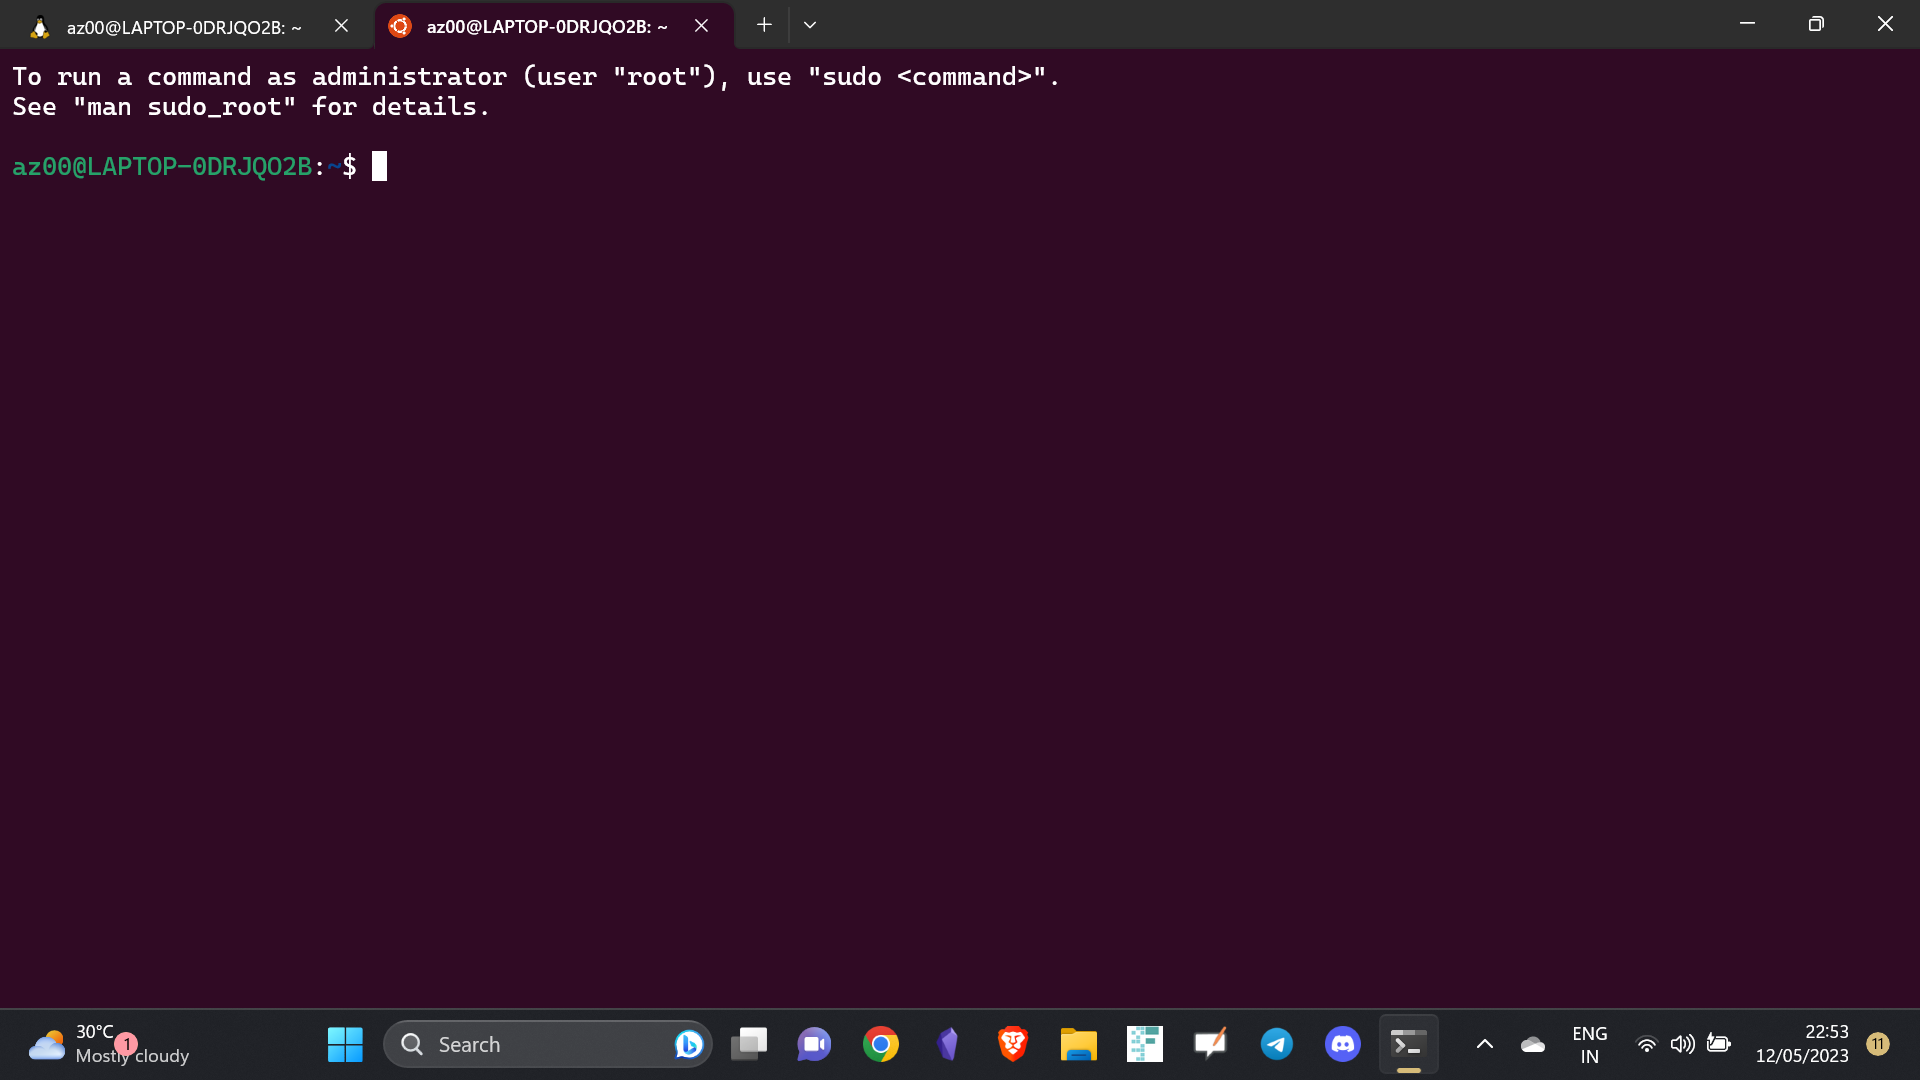 az00@LAPTOP-0DRJQO2B: ~
az00@LAPTOP-0DRJQO2B: ~
To run a command as administrator (user "root"), use "sudo <command>".
See "man sudo_root" for details.
az00@LAPTOP-0DRJQO2B:~$
30°C
Mostly cloudy
1
Search
ENG
IN
22:53
12/05/2023
11